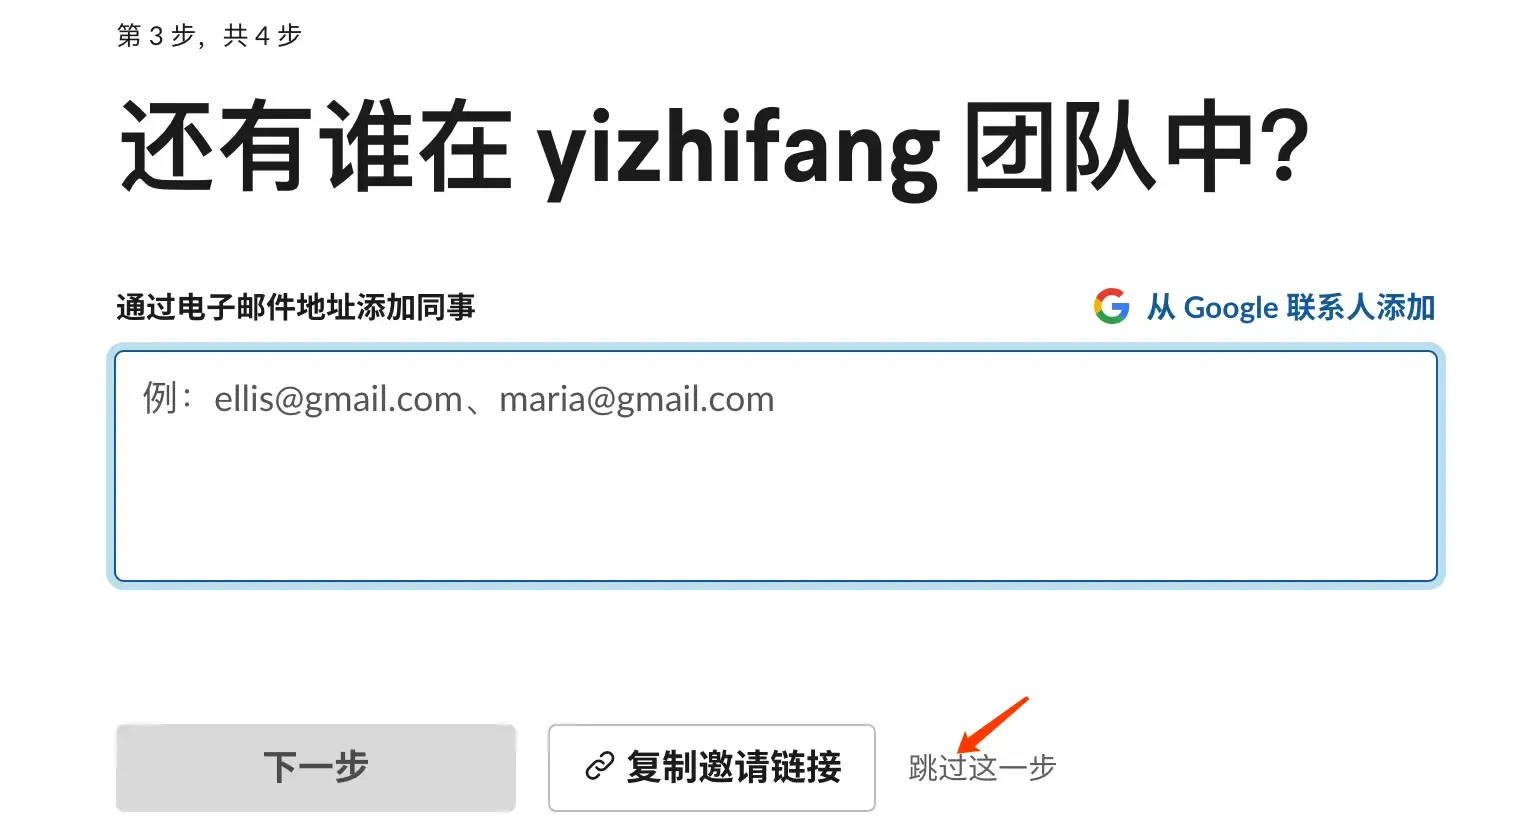 第 3 步，共 4 步
还有谁在 yizhifang 团队中？
通过电子邮件地址添加同事
从 Google 联系人添加
例：ellis@gmail.com、maria@gmail.com
下一步
复制邀请链接
跳过这一步